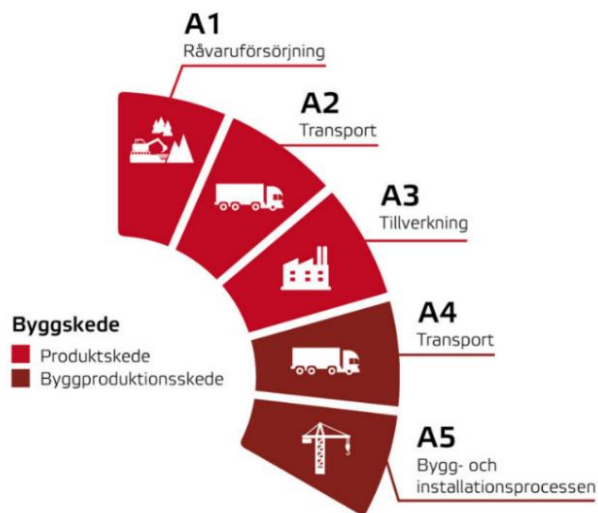 A1
Råvaruförsörjning
A2
Transport
A3
Tillverkning
A4
Transport
A5
Bygg- och
installationsprocessen
Byggskede
Produktskede
Byggproduktionsskede